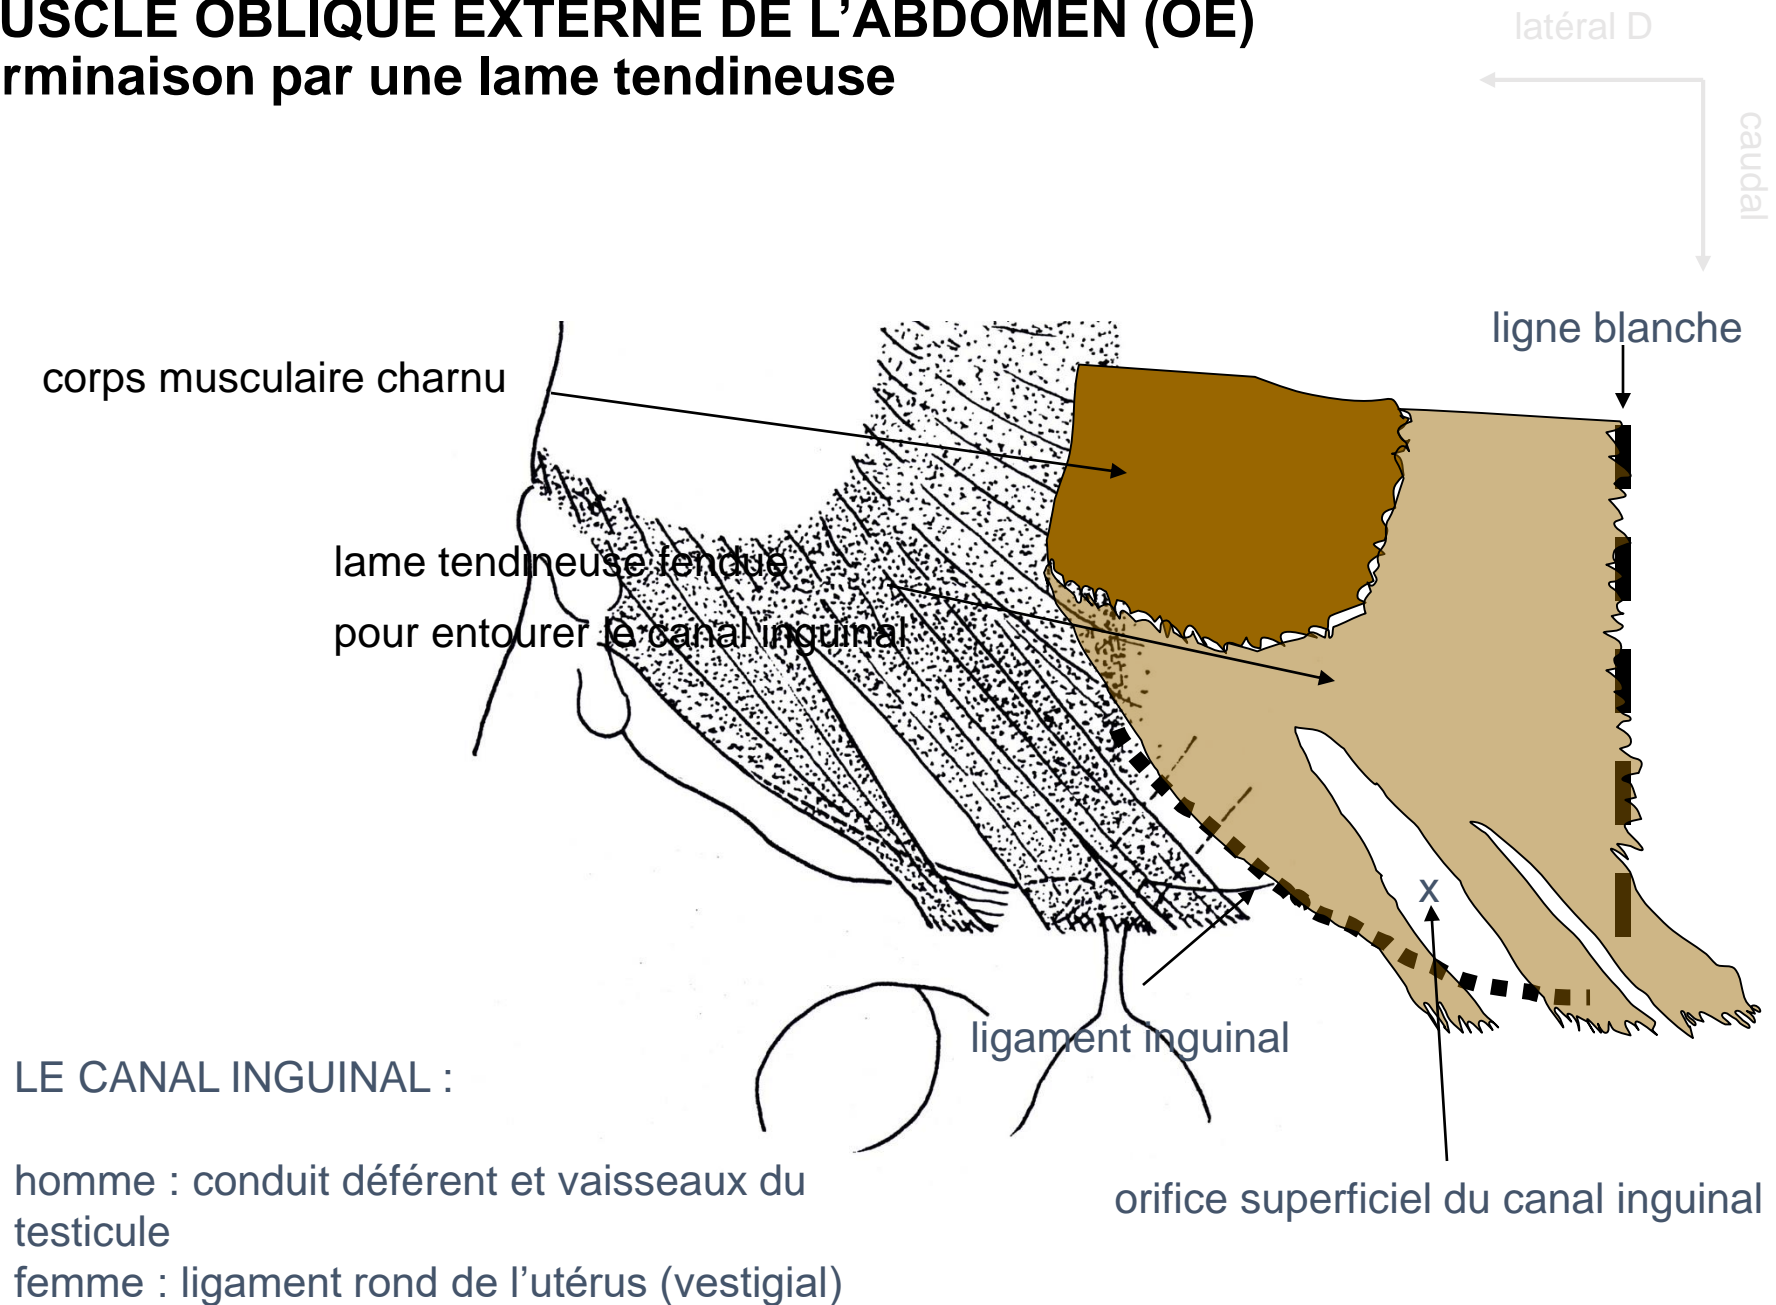 USCLE OBLIQUE EXTERNE DE L’ABDOMEN (OE)
rminaison par une lame tendineuse
latéral D
caudal
ligne blanche
corps musculaire charnu
lame tendineuse fendue
pour entourer le canal inguinal
x
ligament inguinal
LE CANAL INGUINAL :
orifice superficiel du canal inguinal
homme : conduit déférent et vaisseaux du
testicule
femme : ligament rond de l’utérus (vestigial)